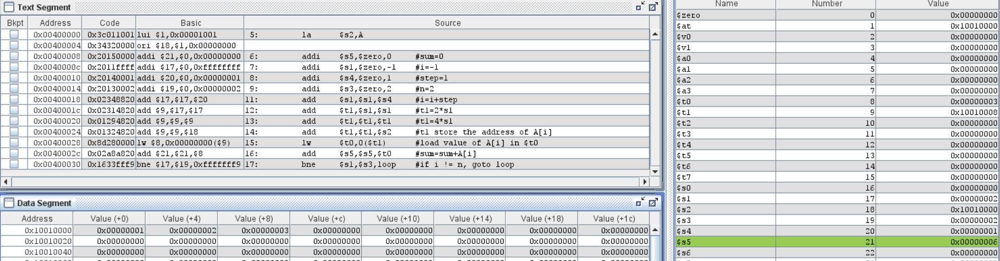 Text Segment
Bkpt Address Code Basic Source
0x00400000 0x3c011001 lui $1,0x00001001 5: la $s2,A
0x00400004 0x34320000 ori $18,$1,0x00000000
0x00400008 0x20150000 addi $21,$0,0x00000000 6: addi $s5,$zero,0 #sum=0
0x0040000c 0x2011ffff addi $17,$0,0xffffffff 7: addi $s1,$zero,-1 #i=-1
0x00400010 0x20140001 addi $20,$0,0x00000001 8: addi $s4,$zero,1 #step=1
0x00400014 0x20130002 addi $19,$0,0x00000002 9: addi $s3,$zero,2 #n=2
0x00400018 0x02348820 add $17,$17,$20 11: add $s1,$s1,$s4 #i=i+step
0x0040001c 0x02314820 add $9,$17,$17 12: add $t1,$s1,$s1 #t1=2*s1
0x00400020 0x01294820 add $9,$9,$9 13: add $t1,$t1,$t1 #t1=4*s1
0x00400024 0x01324820 add $9,$9,$18 14: add $t1,$t1,$s2 #t1 store the address of A[i]
0x00400028 0x8d280000 lw $8,0x00000000($9) 15: lw $t0,0($t1) #load value of A[i] in $t0
0x0040002c 0x02a8a820 add $21,$21,$8 16: add $s5,$s5,$t0 #sum=sum+A[i]
0x00400030 0x1633fff9 bne $17,$19,0xfffffff9 17: bne $s1,$s3,loop #if i != n, goto loop
Data Segment
Address Value (+0) Value (+4) Value (+8) Value (+c) Value (+10) Value (+14) Value (+18) Value (+1c)
0x10010000 0x00000001 0x00000002 0x00000003 0x00000000 0x00000000 0x00000000 0x00000000 0x00000000
0x10010020 0x00000000 0x00000000 0x00000000 0x00000000 0x00000000 0x00000000 0x00000000 0x00000000
0x10010040 0x00000000 0x00000000 0x00000000 0x00000000 0x00000000 0x00000000 0x00000000 0x00000000
Name Number Value
$zero 0 0x00000000
$at 1 0x10010000
$v0 2 0x00000000
$v1 3 0x00000000
$a0 4 0x00000000
$a1 5 0x00000000
$a2 6 0x00000000
$a3 7 0x00000000
$t0 8 0x00000003
$t1 9 0x10010008
$t2 10 0x00000000
$t3 11 0x00000000
$t4 12 0x00000000
$t5 13 0x00000000
$t6 14 0x00000000
$t7 15 0x00000000
$s0 16 0x00000000
$s1 17 0x00000002
$s2 18 0x10010000
$s3 19 0x00000002
$s4 20 0x00000001
$s5 21 0x00000006
$s6 22 0x00000000